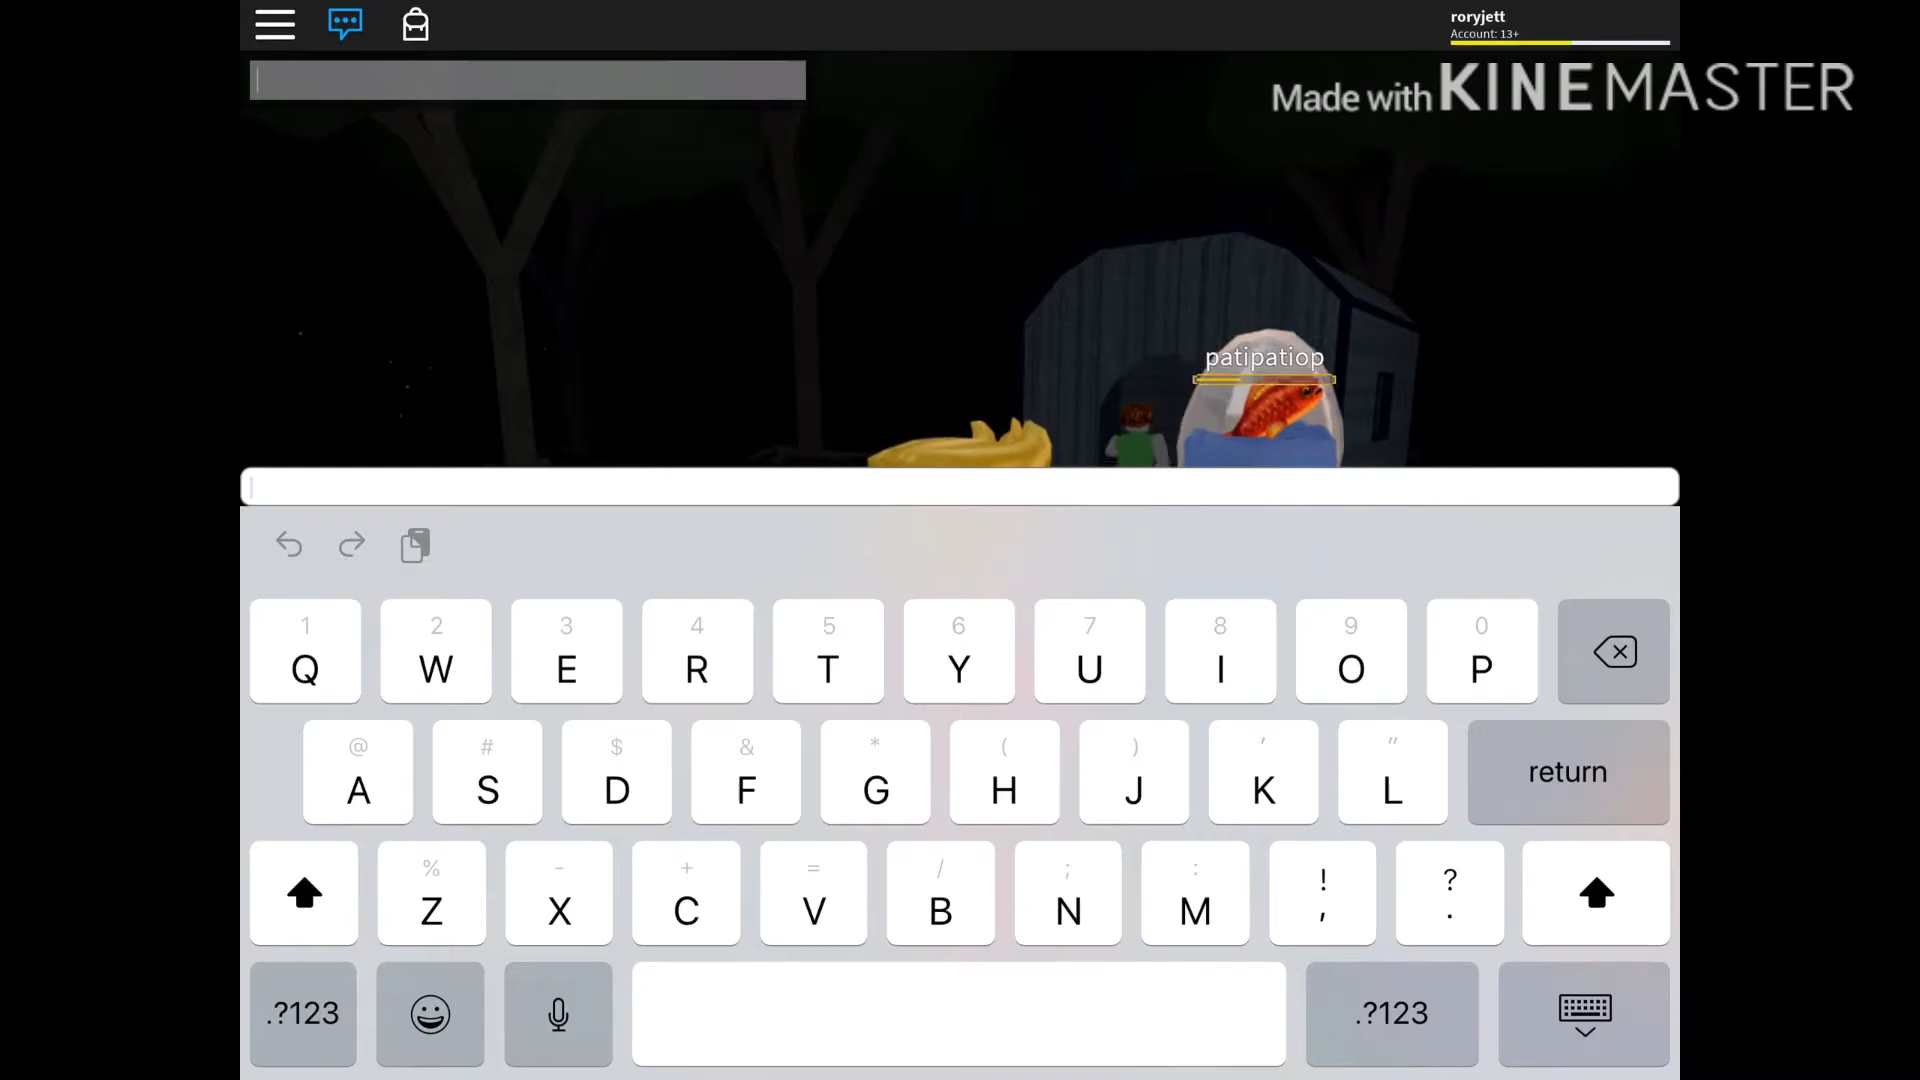 roryjett
Account: 13+
Made with KINEMASTER
patipatiop
1 2 3 4 5 6 7 8 9 0
Q W E R T Y U I O P
@ # $ & * ( ) ' "
A S D F G H J K L return
% - + = / ; : ! ?
Z X C V B N M , .
.?123 .?123